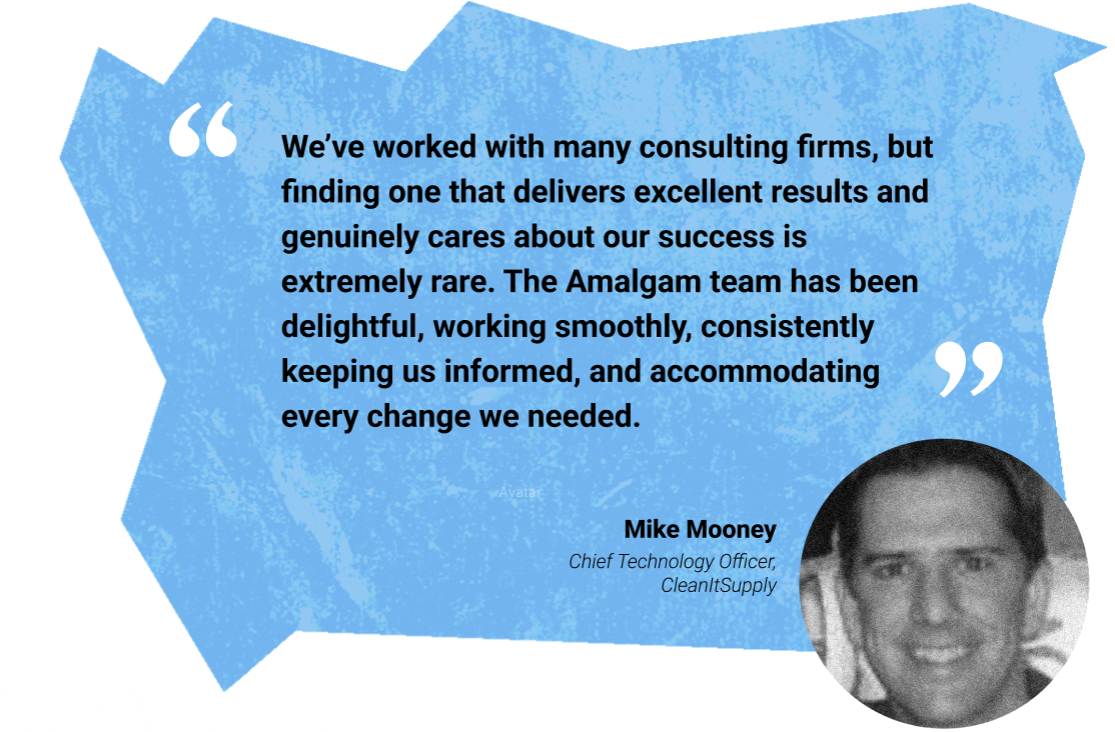 We’ve worked with many consulting firms, but
finding one that delivers excellent results and
genuinely cares about our success is
extremely rare. The Amalgam team has been
delightful, working smoothly, consistently
keeping us informed, and accommodating
every change we needed.
Avatar
Mike Mooney
Chief Technology Officer,
CleanItSupply